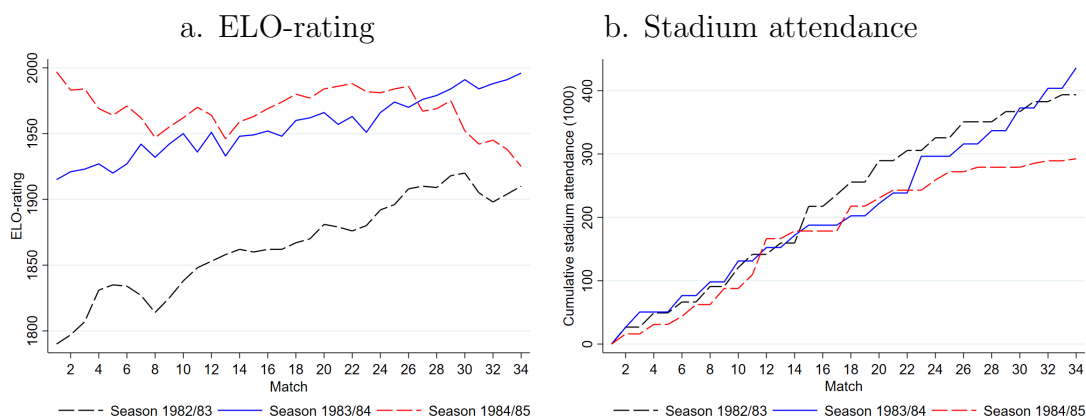 a. ELO-rating
ELO-rating
2000
1950
1900
1850
1800
2 4 6 8 10 12 14 16 18 20 22 24 26 28 30 32 34
Match
Season 1982/83 Season 1983/84 Season 1984/85
b. Stadium attendance
Cumulative stadium attendance (1000)
400
300
200
100
0
2 4 6 8 10 12 14 16 18 20 22 24 26 28 30 32 34
Match
Season 1982/83 Season 1983/84 Season 1984/85